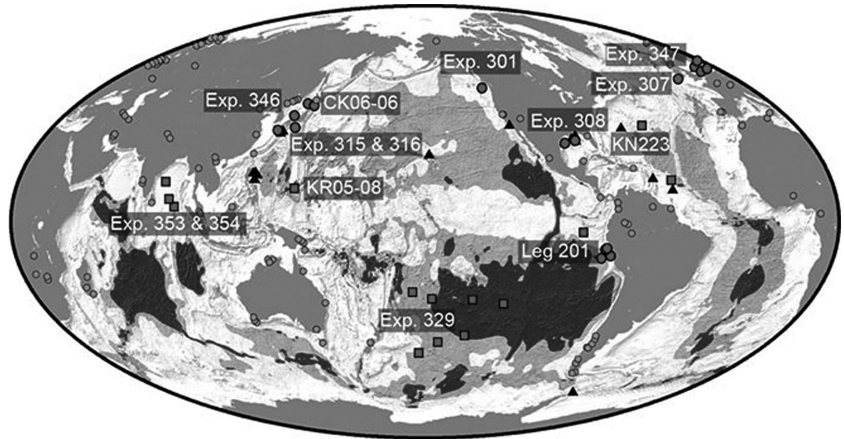 Exp. 301
Exp. 347
Exp. 307
Exp. 346
CK06-06
Exp. 308
Exp. 315 & 316
KN223
KR05-08
Exp. 353 & 354
Leg 201
Exp. 329